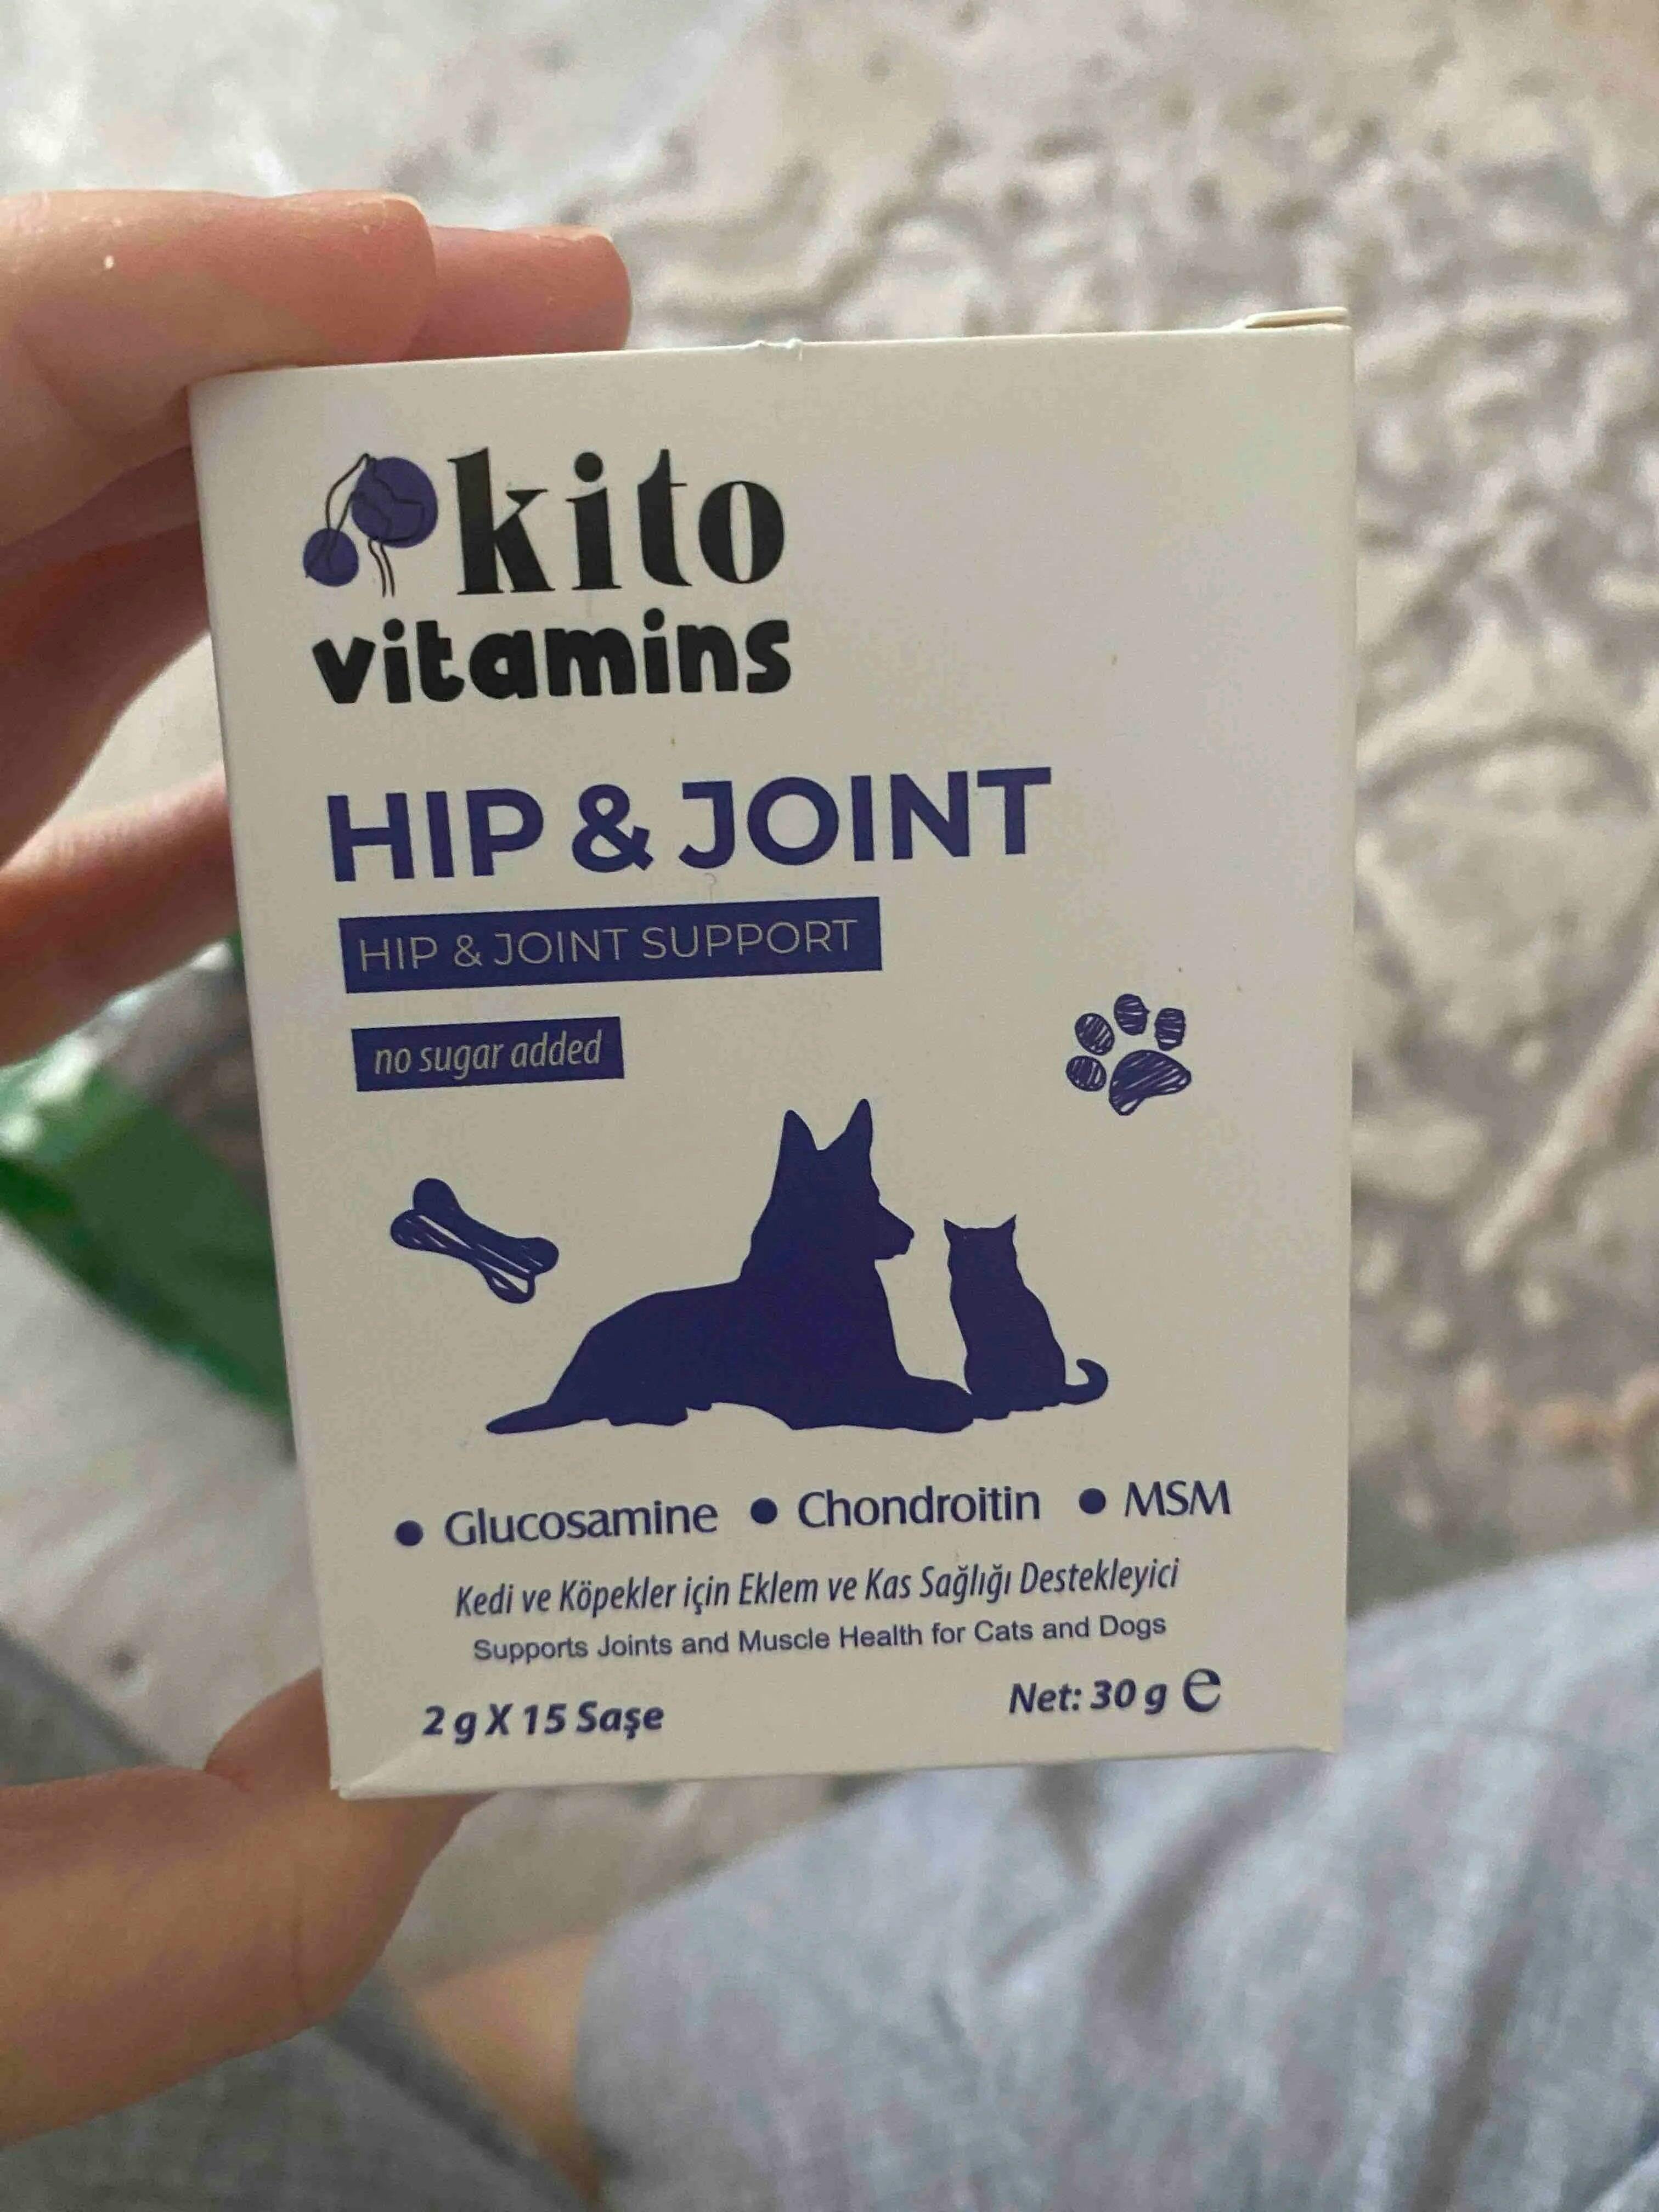 kito
vitamins
HIP & JOINT
HIP & JOINT SUPPORT
no sugar added
• Glucosamine • Chondroitin • MSM
Kedi ve Köpekler için Eklem ve Kas Sağlığı Destekleyici
Supports Joints and Muscle Health for Cats and Dogs
2 g X 15 Saşe
Net: 30 g ℮